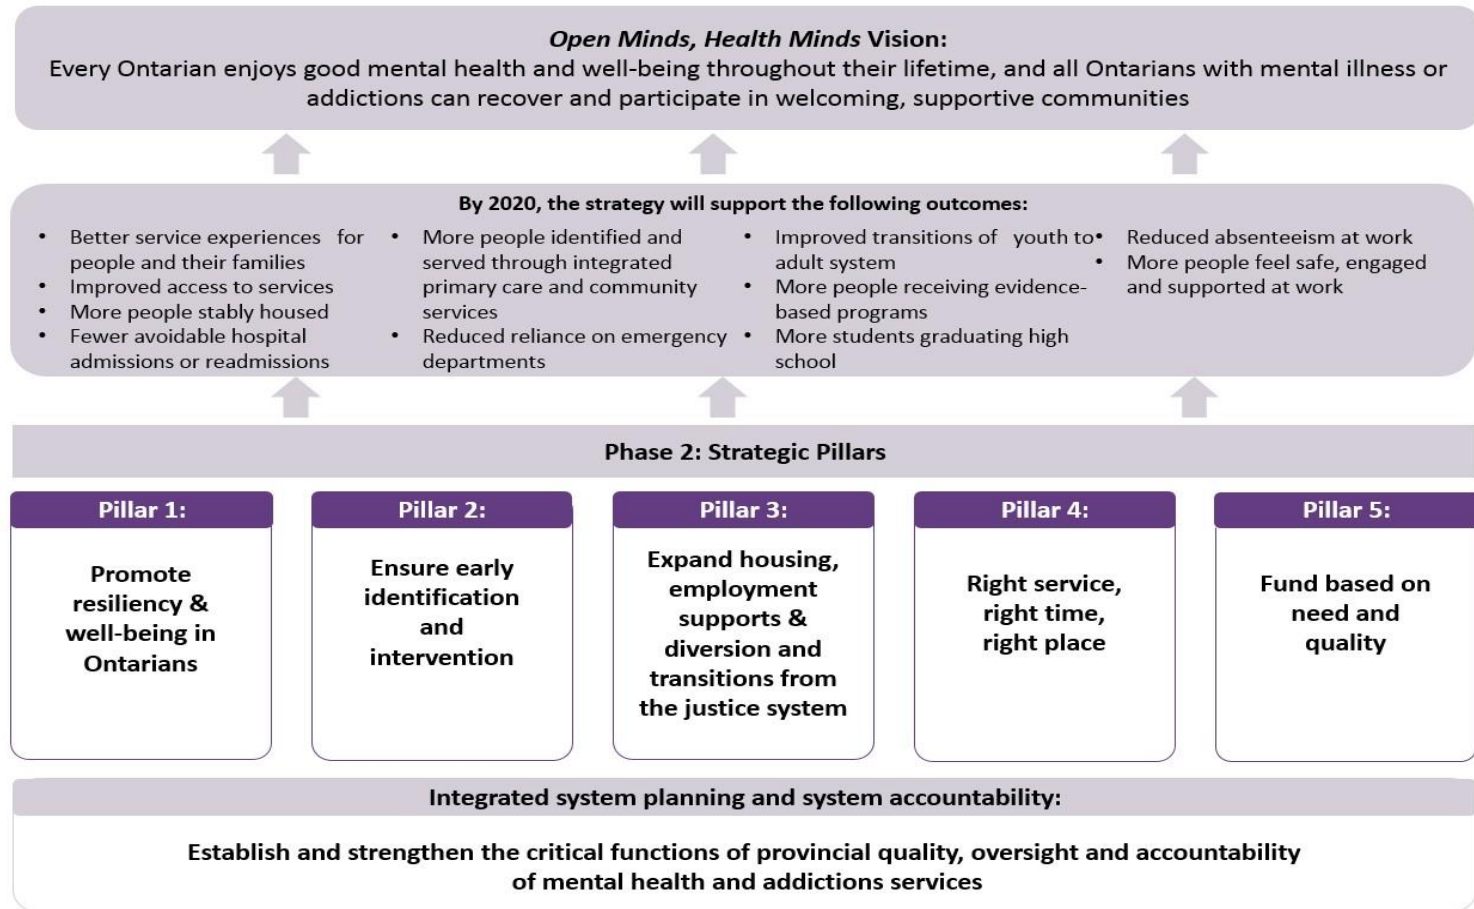 Open Minds, Health Minds Vision:
Every Ontarian enjoys good mental health and well-being throughout their lifetime, and all Ontarians with mental illness or
addictions can recover and participate in welcoming, supportive communities
By 2020, the strategy will support the following outcomes:
• Better service experiences for
people and their families
• Improved access to services
• More people stably housed
• Fewer avoidable hospital
admissions or readmissions
• More people identified and
served through integrated
primary care and community
services
• Reduced reliance on emergency
departments
• Improved transitions of youth to
adult system
• More people receiving evidence-
based programs
• More students graduating high
school
• Reduced absenteeism at work
• More people feel safe, engaged
and supported at work
Phase 2: Strategic Pillars
Pillar 1:
Promote
resiliency &
well-being in
Ontarians
Pillar 2:
Ensure early
identification
and
intervention
Pillar 3:
Expand housing,
employment
supports &
diversion and
transitions from
the justice system
Pillar 4:
Right service,
right time,
right place
Pillar 5:
Fund based on
need and
quality
Integrated system planning and system accountability:
Establish and strengthen the critical functions of provincial quality, oversight and accountability
of mental health and addictions services